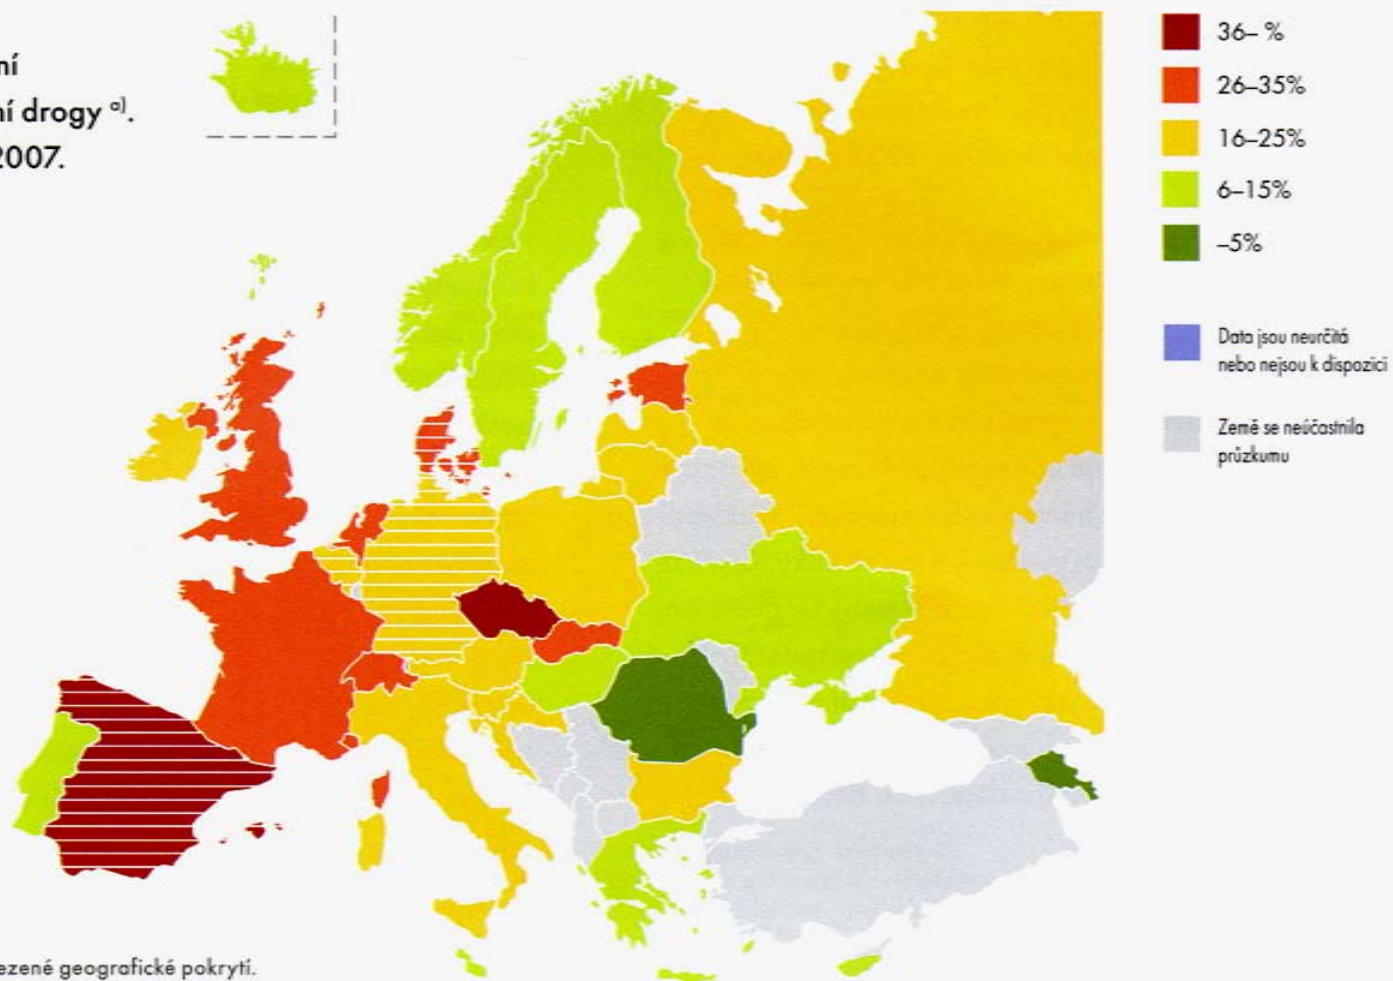 ní
ní drogy a).
2007.
36– %
26–35%
16–25%
6–15%
–5%
Data jsou neurčitá
nebo nejsou k dispozici
Země se neúčastnila
průzkumu
ezené geografické pokrytí.